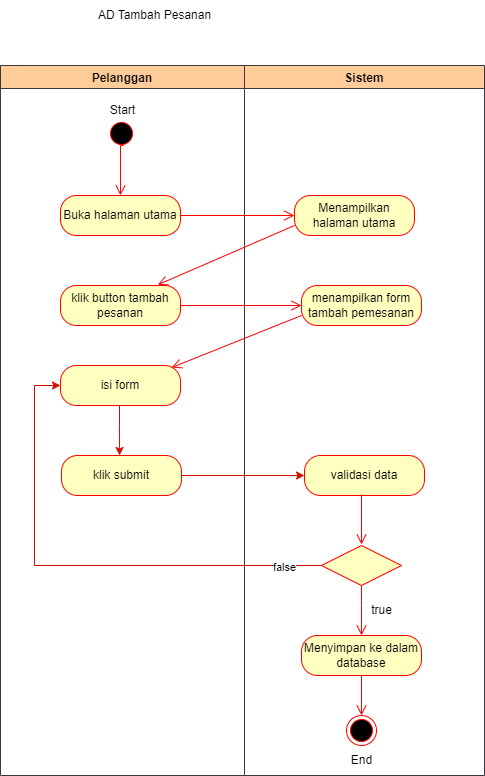 AD Tambah Pesanan
Pelanggan
Sistem
Start
Buka halaman utama
Menampilkan
halaman utama
klik button tambah
pesanan
menampilkan form
tambah pemesanan
isi form
klik submit
validasi data
false
true
Menyimpan ke dalam
database
End